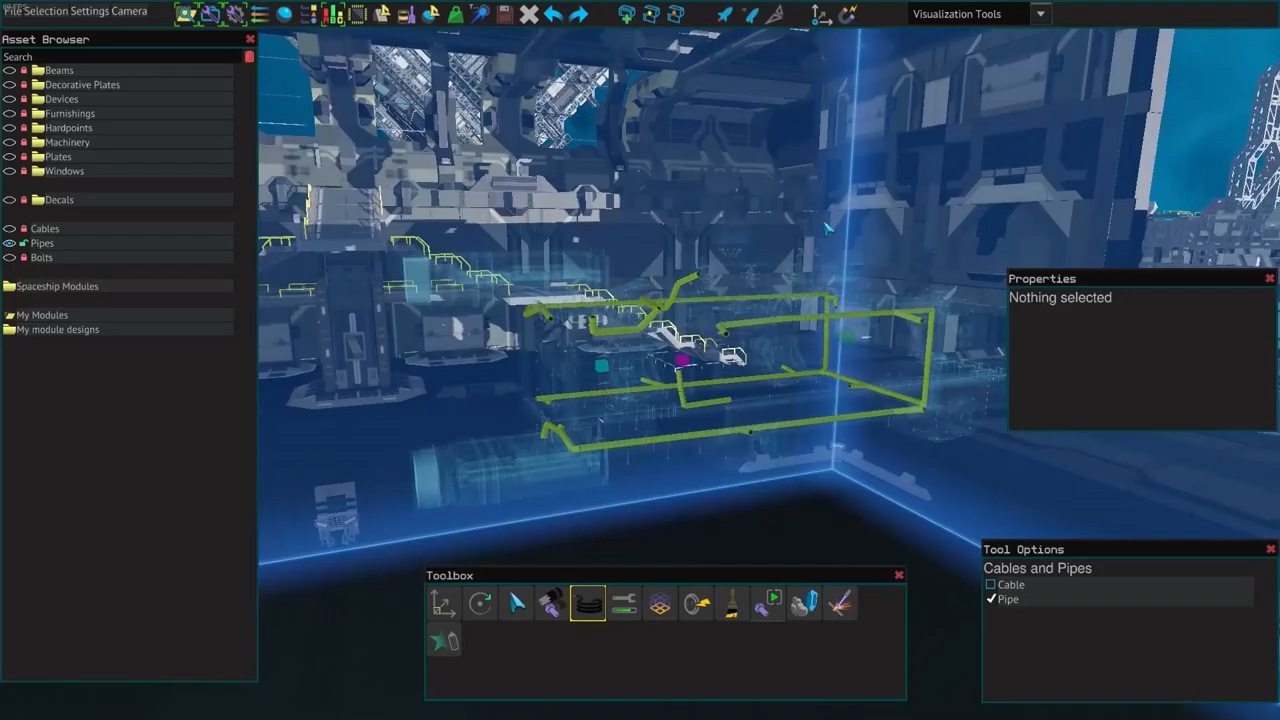 File Selection Settings Camera
Visualization Tools
Asset Browser
Search
Beams
Decorative Plates
Devices
Furnishings
Hardpoints
Machinery
Plates
Windows
Decals
Cables
Pipes
Bolts
Spaceship Modules
My Modules
My module designs
Properties
Nothing selected
Toolbox
Tool Options
Cables and Pipes
Cable
Pipe